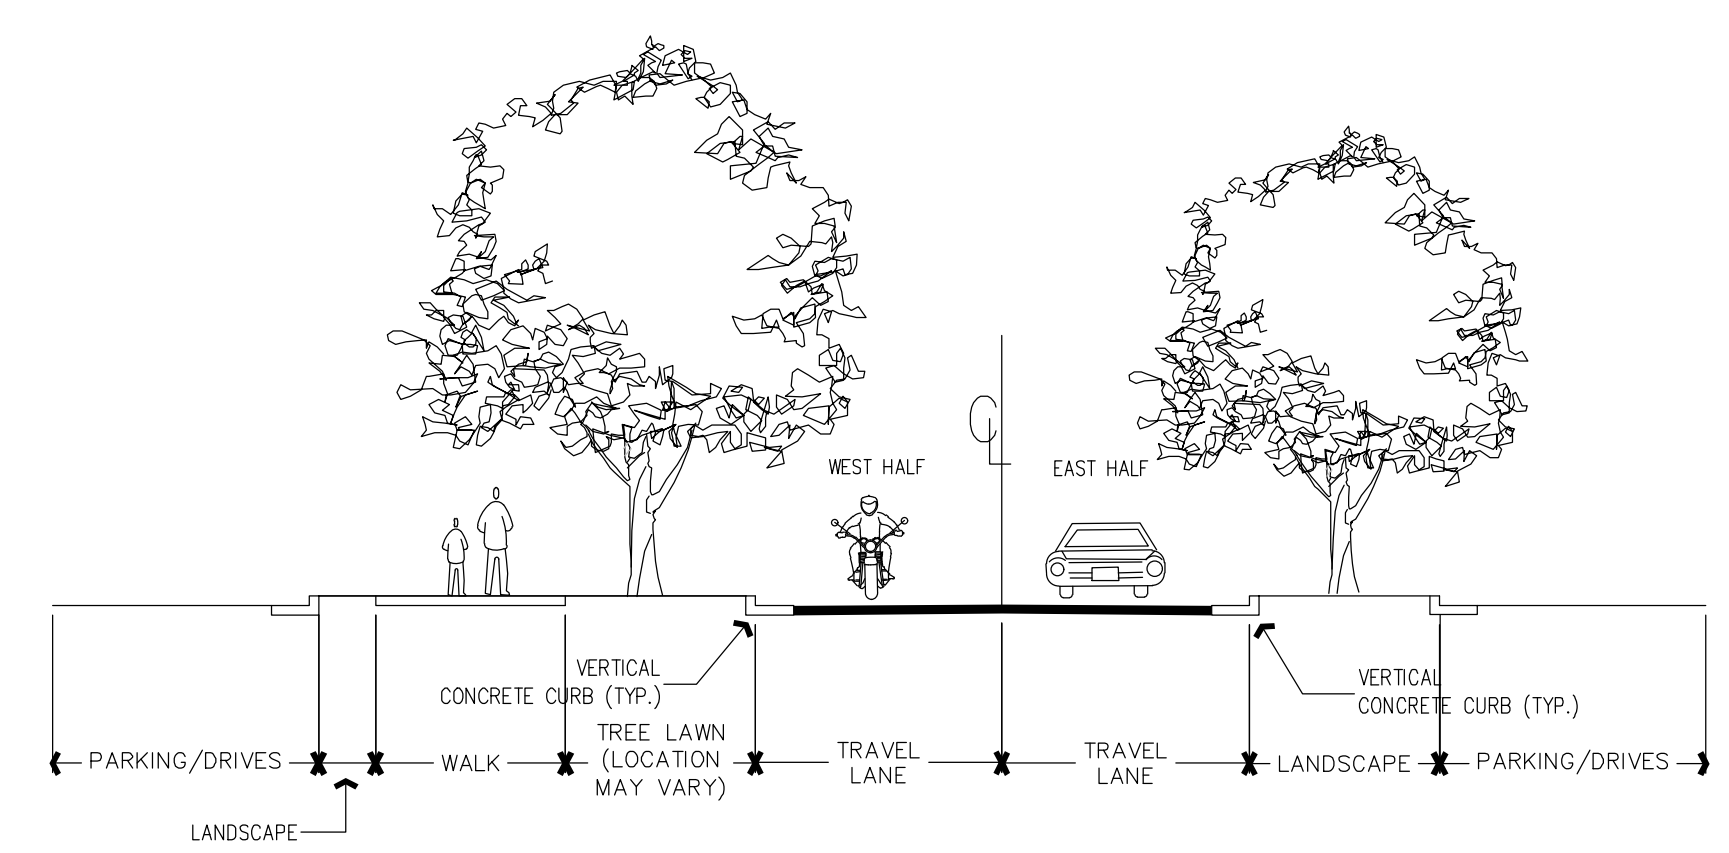 WEST HALF
EAST HALF
CL
VERTICAL
CONCRETE CURB (TYP.)
VERTICAL
CONCRETE CURB (TYP.)
PARKING/DRIVES
WALK
TREE LAWN
(LOCATION
MAY VARY)
TRAVEL
LANE
TRAVEL
LANE
LANDSCAPE
PARKING/DRIVES
LANDSCAPE